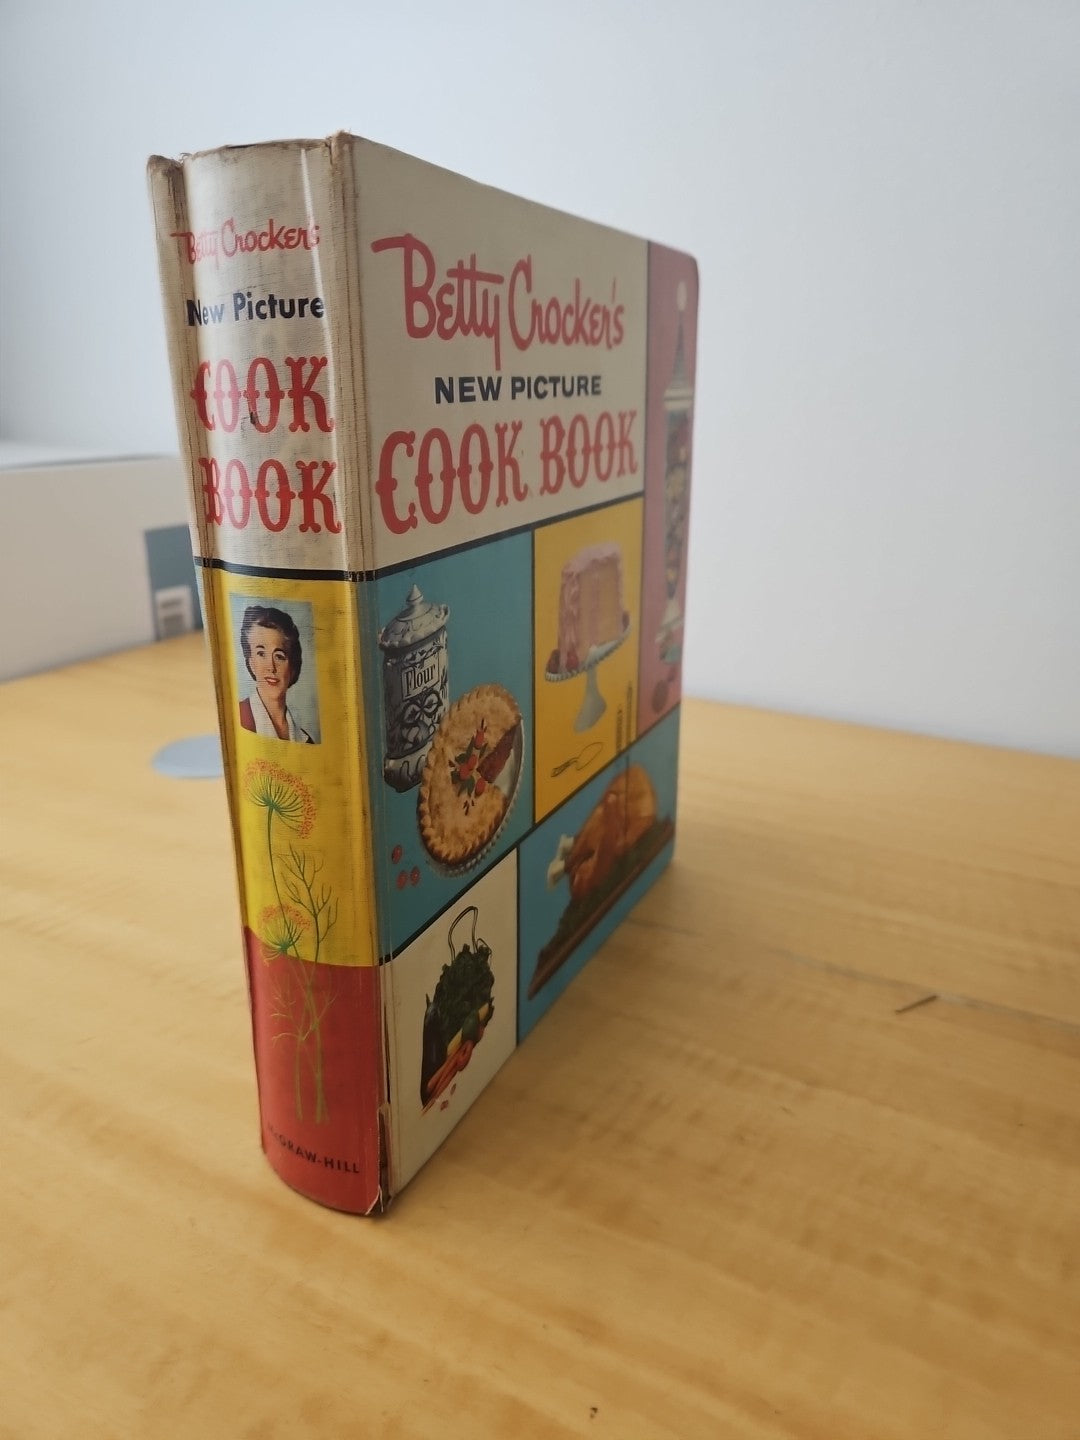 Betty Crocker's
New Picture
COOK
BOOK
McGRAW-HILL
Betty Crocker's
NEW PICTURE
COOK BOOK
Flour